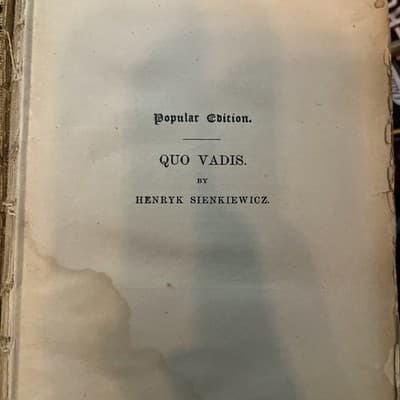 Popular Edition.
QUO VADIS.
BY
HENRYK SIENKIEWICZ.